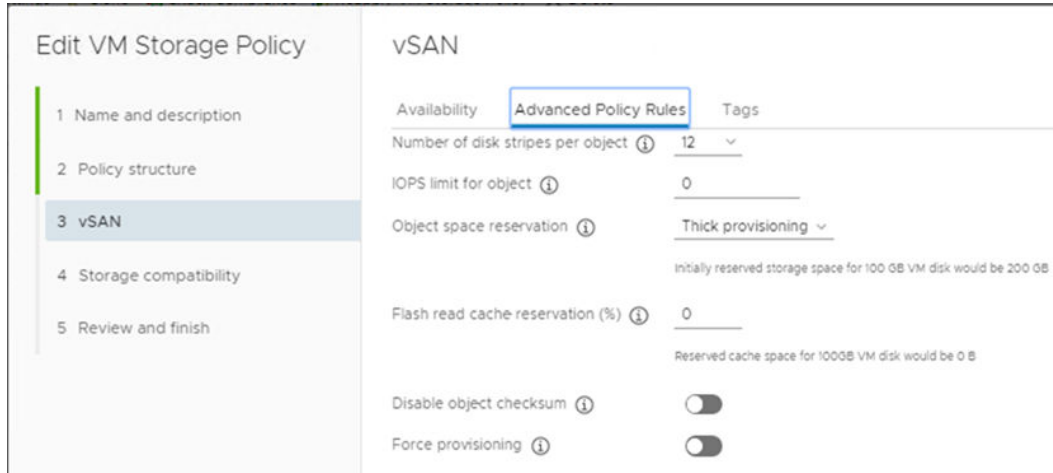 Edit VM Storage Policy
1 Name and description
2 Policy structure
3 vSAN
4 Storage compatibility
5 Review and finish
vSAN
Availability Advanced Policy Rules Tags
Number of disk stripes per object 12
IOPS limit for object 0
Object space reservation Thick provisioning
Initially reserved storage space for 100 GB VM disk would be 200 GB
Flash read cache reservation (%) 0
Reserved cache space for 100GB VM disk would be 0 B
Disable object checksum
Force provisioning